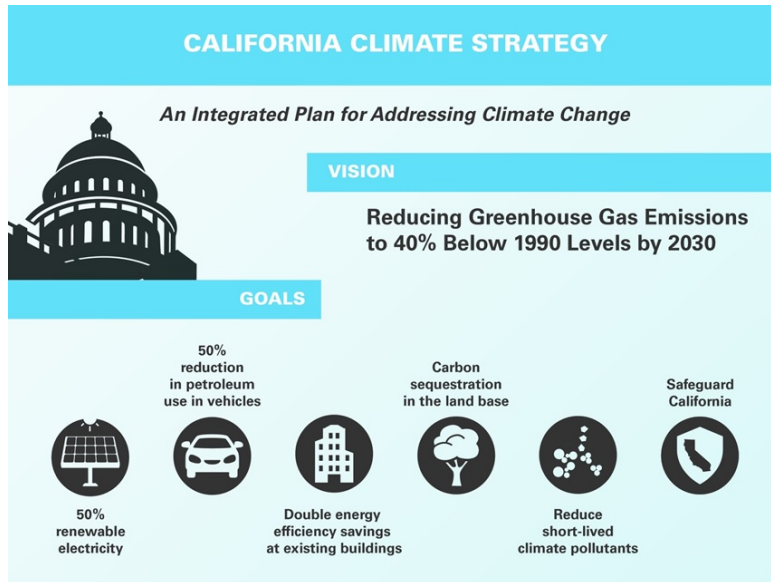 CALIFORNIA CLIMATE STRATEGY
An Integrated Plan for Addressing Climate Change
VISION
Reducing Greenhouse Gas Emissions
to 40% Below 1990 Levels by 2030
GOALS
50%
renewable
electricity
50%
reduction
in petroleum
use in vehicles
Double energy
efficiency savings
at existing buildings
Carbon
sequestration
in the land base
Reduce
short-lived
climate pollutants
Safeguard
California